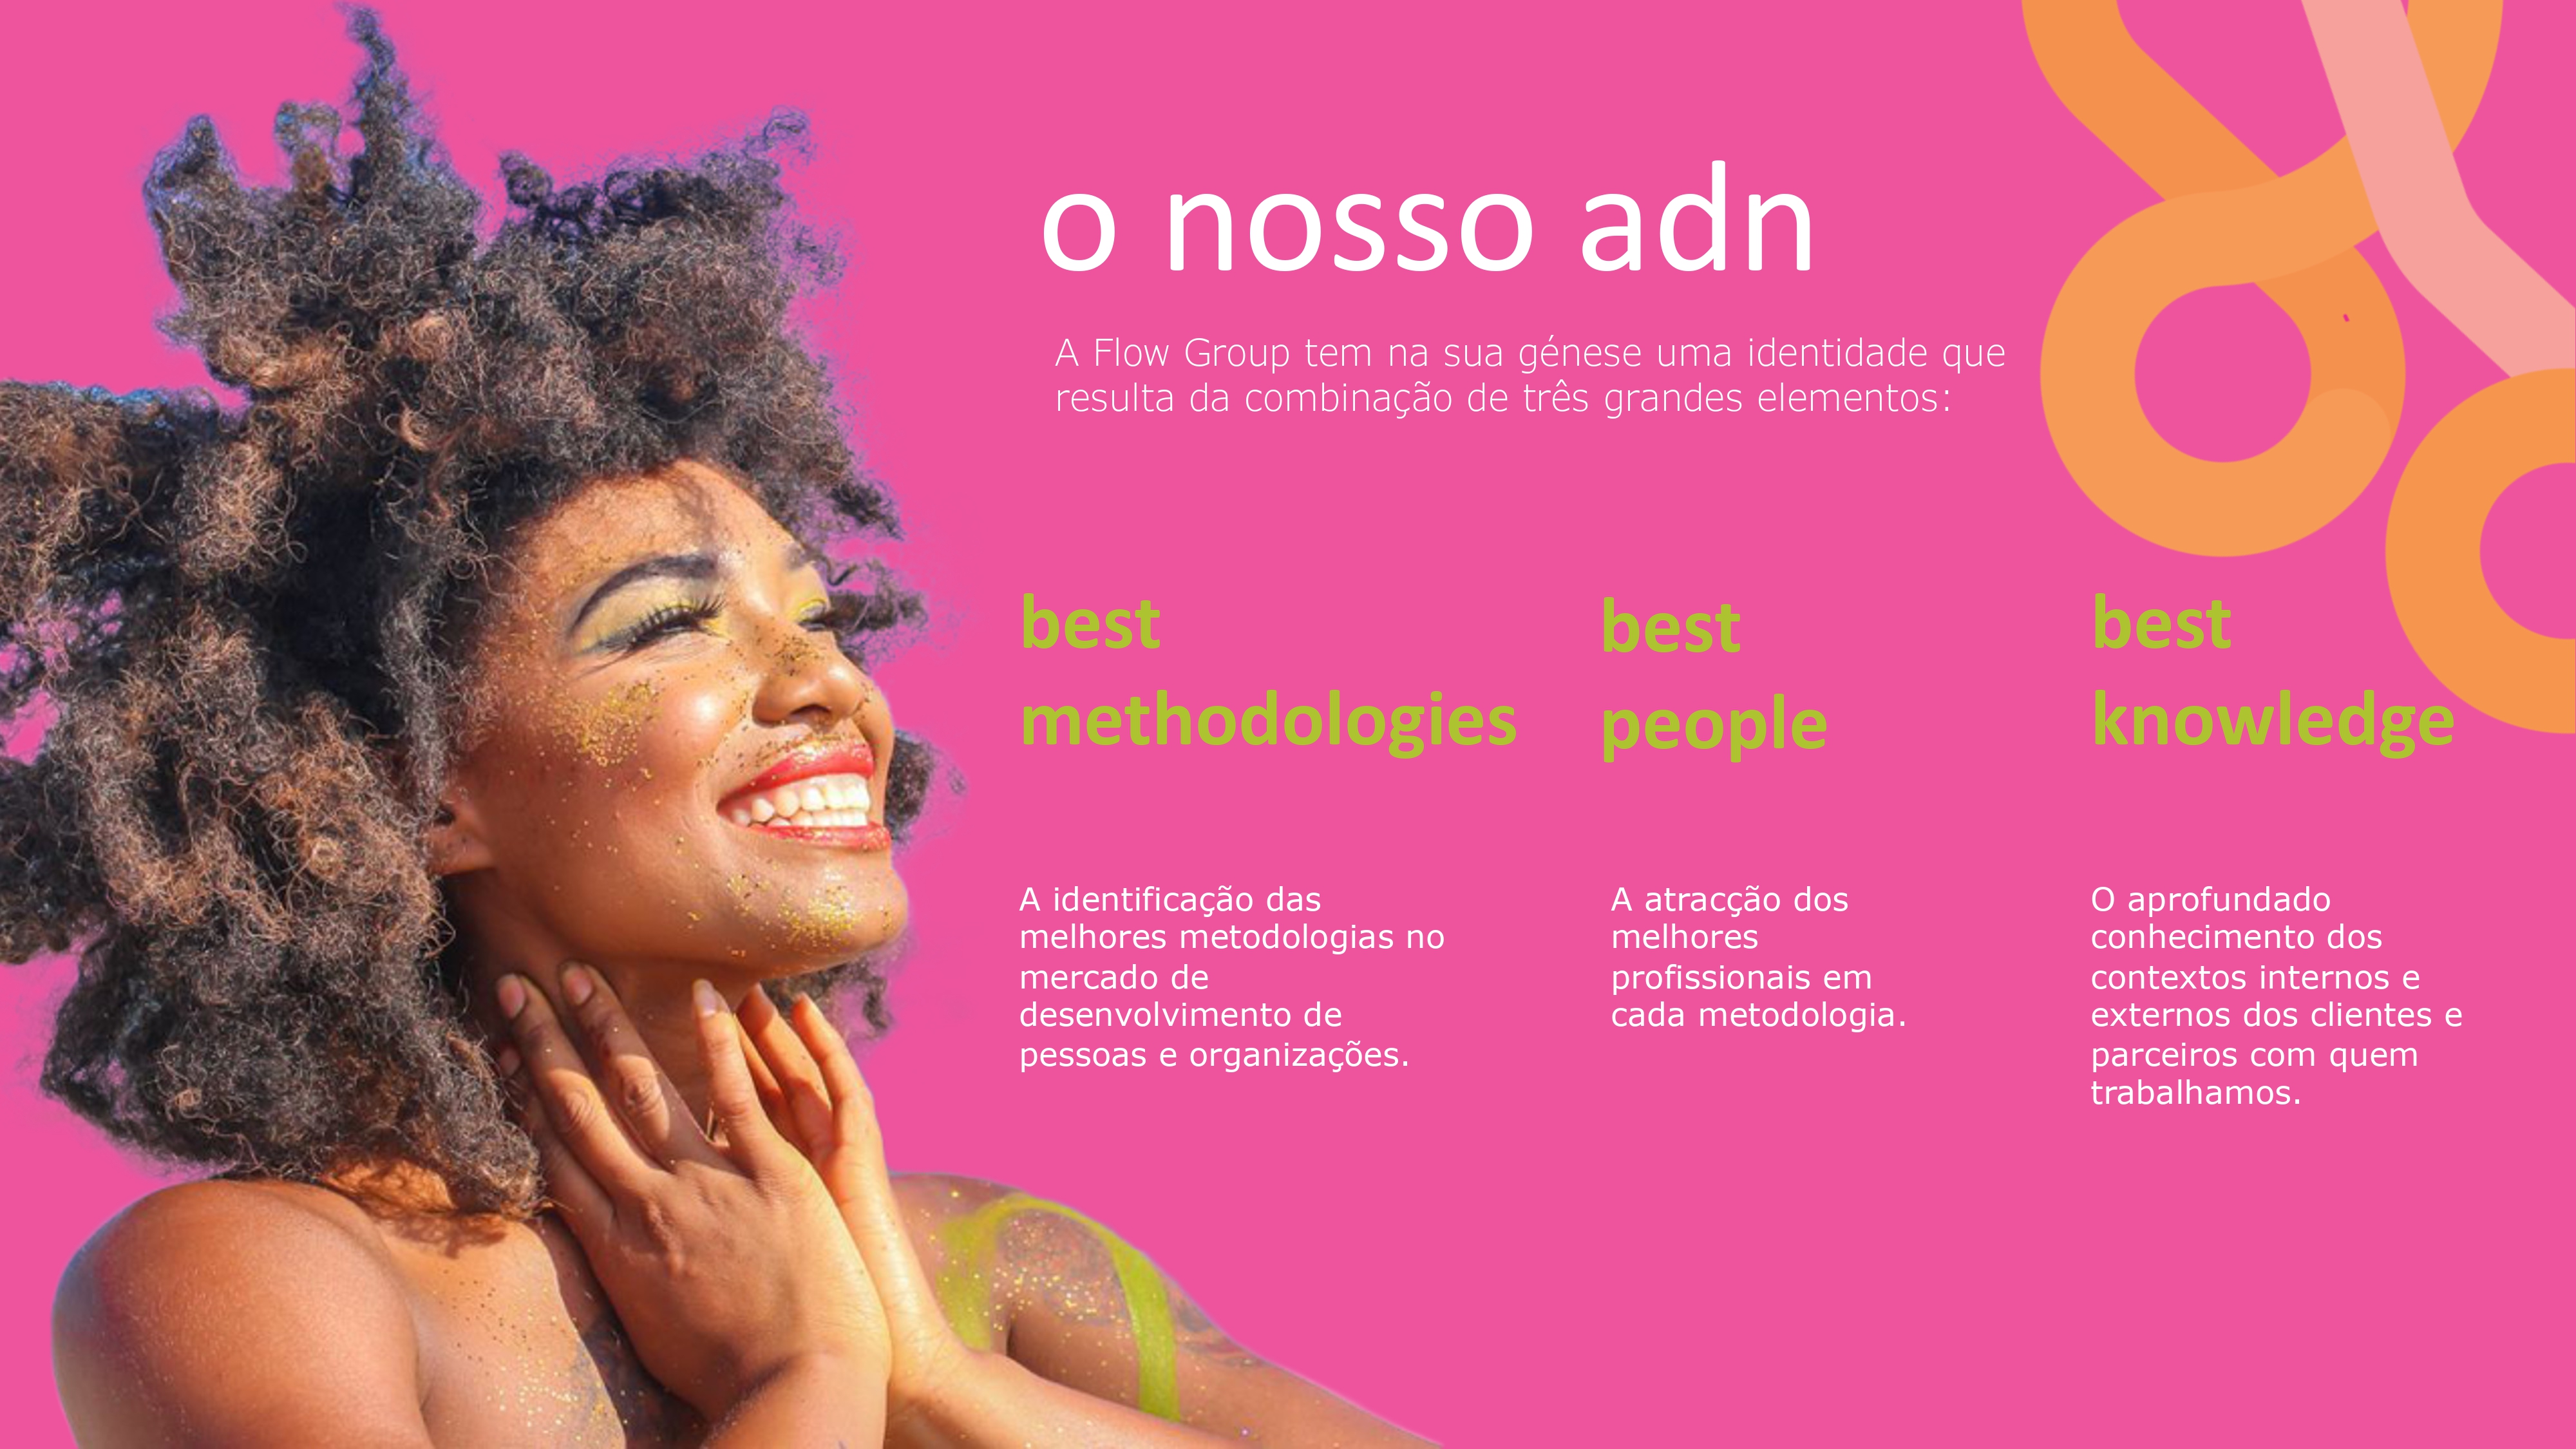 o nosso adn
A Flow Group tem na sua génese uma identidade que
resulta da combinação de três grandes elementos:
best
methodologies
A identificação das
melhores metodologias no
mercado de
desenvolvimento de
pessoas e organizações.
best
people
A atracção dos
melhores
profissionais em
cada metodologia.
best
knowledge
O aprofundado
conhecimento dos
contextos internos e
externos dos clientes e
parceiros com quem
trabalhamos.